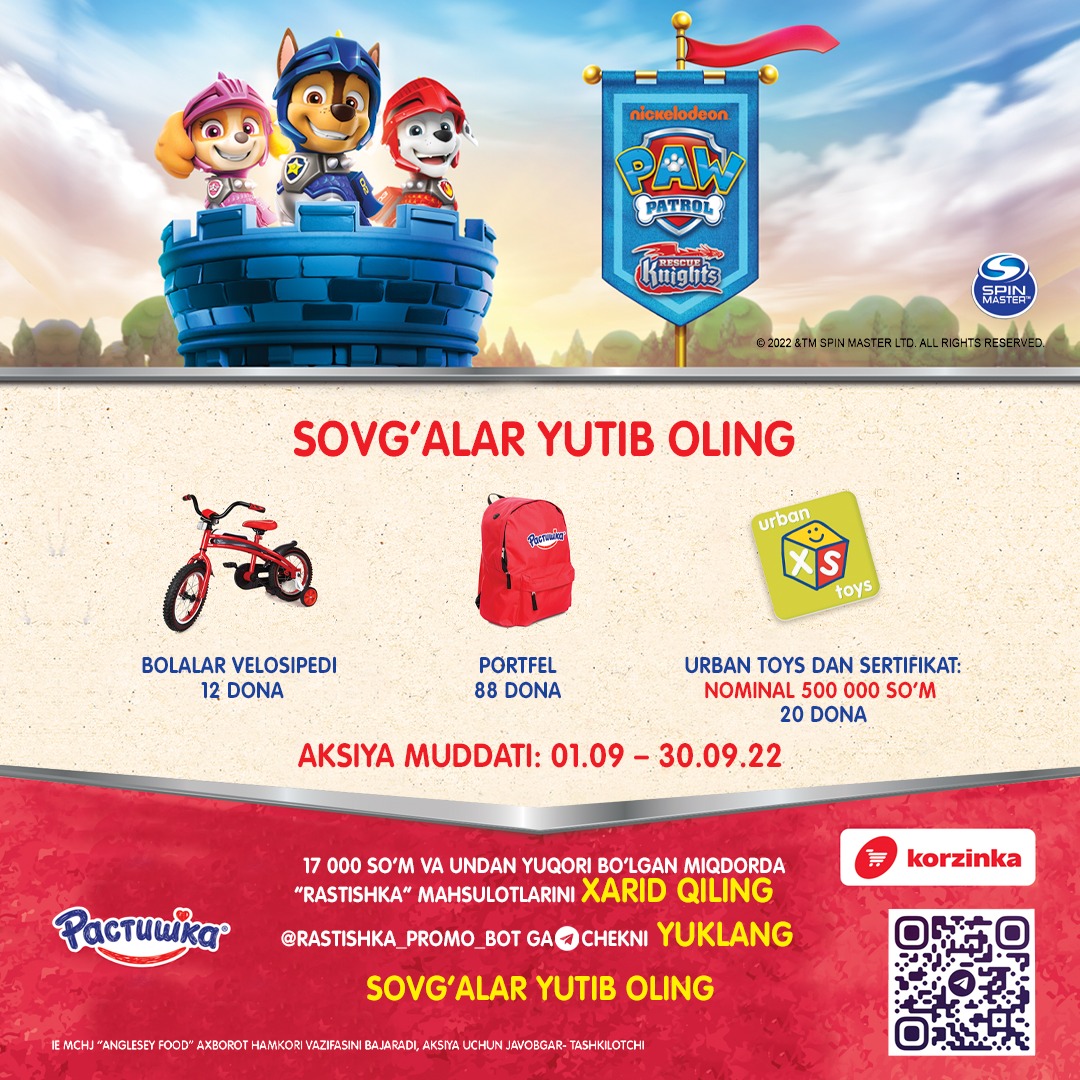 nickelodeon
PAW
PATROL
RESCUE
Knights
SPIN
MASTER™
© 2022 &TM SPIN MASTER LTD. ALL RIGHTS RESERVED.
SOVG‘ALAR YUTIB OLING
Растишка
urban
XS
toys
BOLALAR VELOSIPEDI
12 DONA
PORTFEL
88 DONA
URBAN TOYS DAN SERTIFIKAT:
NOMINAL 500 000 SO‘M
20 DONA
AKSIYA MUDDATI: 01.09 – 30.09.22
17 000 SO‘M VA UNDAN YUQORI BO‘LGAN MIQDORDA
“RASTISHKA” MAHSULOTLARINI XARID QILING
@RASTISHKA_PROMO_BOT GA CHEKNI YUKLANG
SOVG‘ALAR YUTIB OLING
korzinka
Растишка®
IE MCHJ “ANGLESEY FOOD” AXBOROT HAMKORI VAZIFASINI BAJARADI, AKSIYA UCHUN JAVOBGAR- TASHKILOTCHI